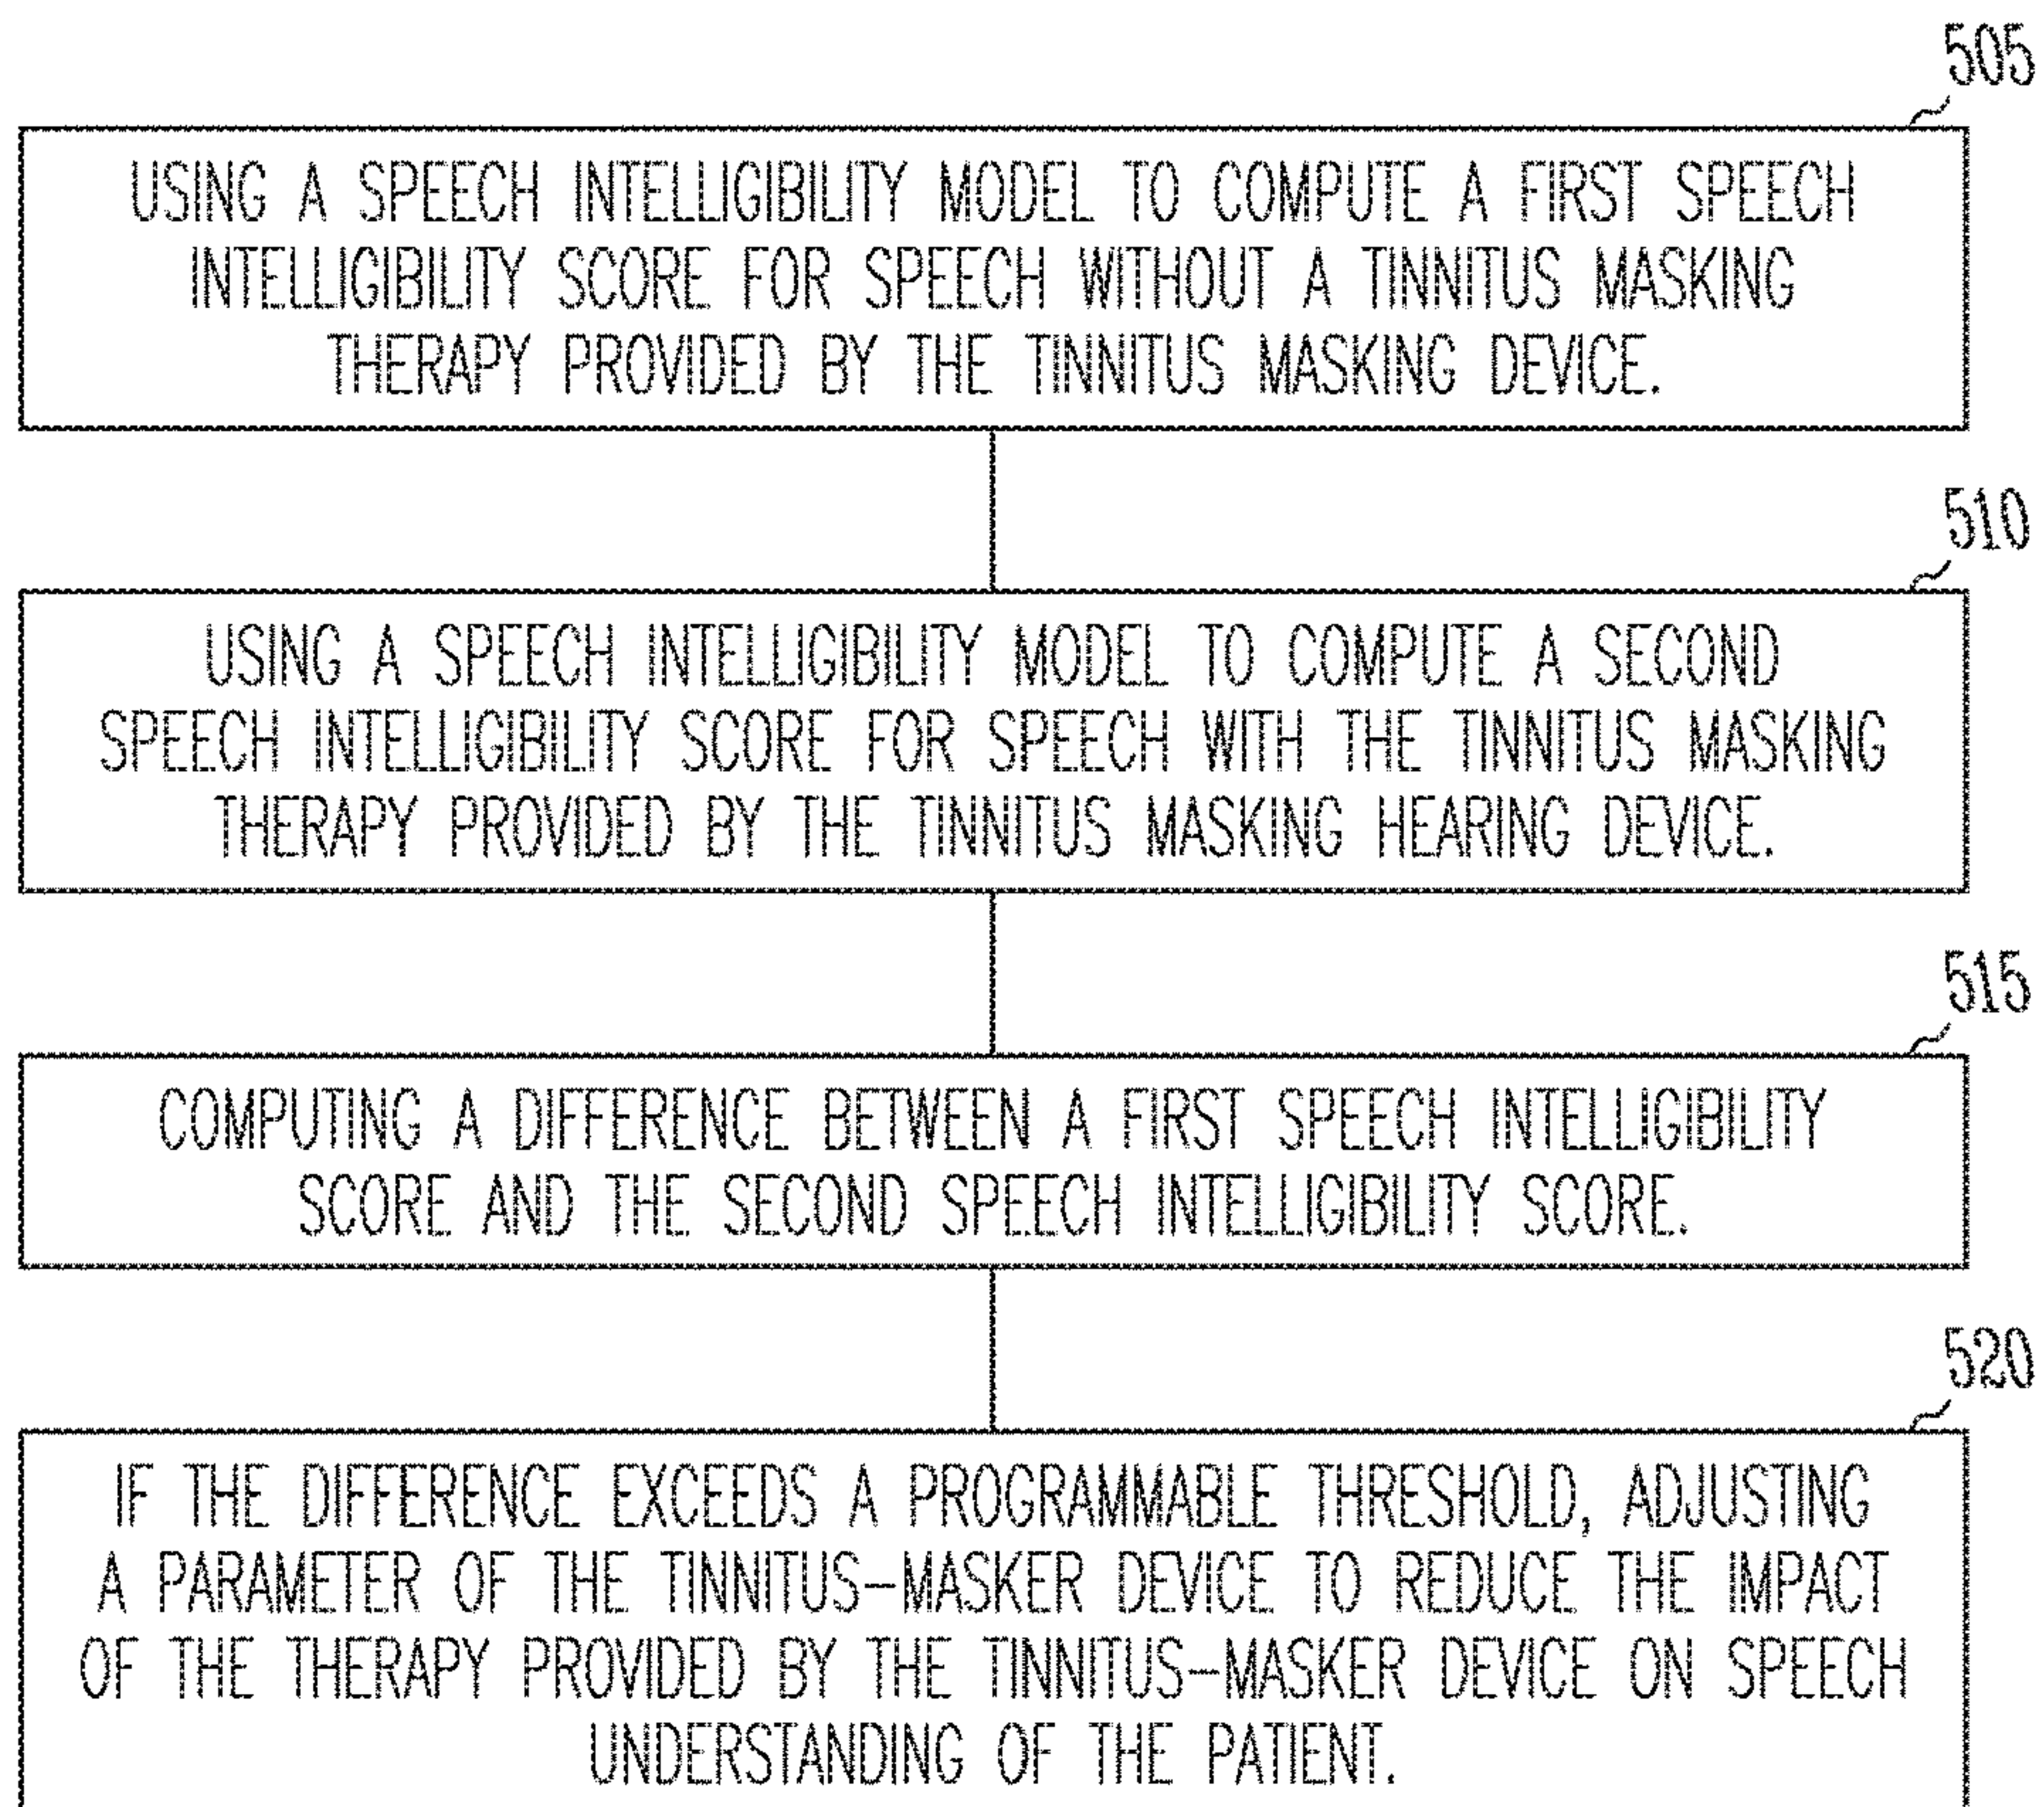 505
USING A SPEECH INTELLIGIBILITY MODEL TO COMPUTE A FIRST SPEECH
INTELLIGIBILITY SCORE FOR SPEECH WITHOUT A TINNITUS MASKING
THERAPY PROVIDED BY THE TINNITUS MASKING DEVICE.
510
USING A SPEECH INTELLIGIBILITY MODEL TO COMPUTE A SECOND
SPEECH INTELLIGIBILITY SCORE FOR SPEECH WITH THE TINNITUS MASKING
THERAPY PROVIDED BY THE TINNITUS MASKING HEARING DEVICE.
515
COMPUTING A DIFFERENCE BETWEEN A FIRST SPEECH INTELLIGIBILITY
SCORE AND THE SECOND SPEECH INTELLIGIBILITY SCORE.
520
IF THE DIFFERENCE EXCEEDS A PROGRAMMABLE THRESHOLD, ADJUSTING
A PARAMETER OF THE TINNITUS-MASKER DEVICE TO REDUCE THE IMPACT
OF THE THERAPY PROVIDED BY THE TINNITUS-MASKER DEVICE ON SPEECH
UNDERSTANDING OF THE PATIENT.